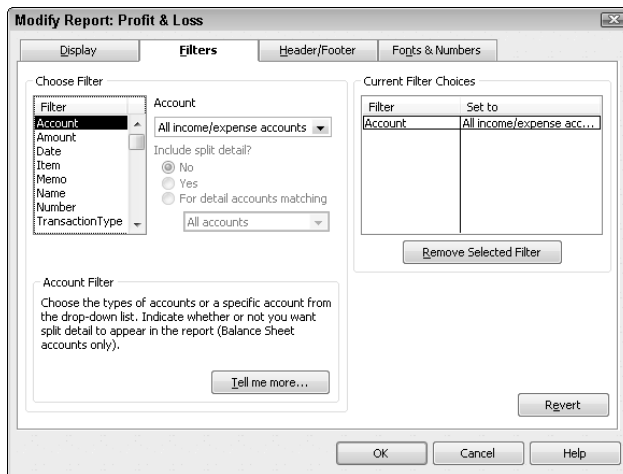 Modify Report: Profit & Loss
Display
Filters
Header/Footer
Fonts & Numbers
Choose Filter
Filter
Account
Amount
Date
Item
Memo
Name
Number
TransactionType
Account
All income/expense accounts
Include split detail?
No
Yes
For detail accounts matching
All accounts
Account Filter
Choose the types of accounts or a specific account from
the drop-down list. Indicate whether or not you want
split detail to appear in the report (Balance Sheet
accounts only).
Tell me more...
Current Filter Choices
Filter Set to
Account All income/expense acc...
Remove Selected Filter
Revert
OK
Cancel
Help